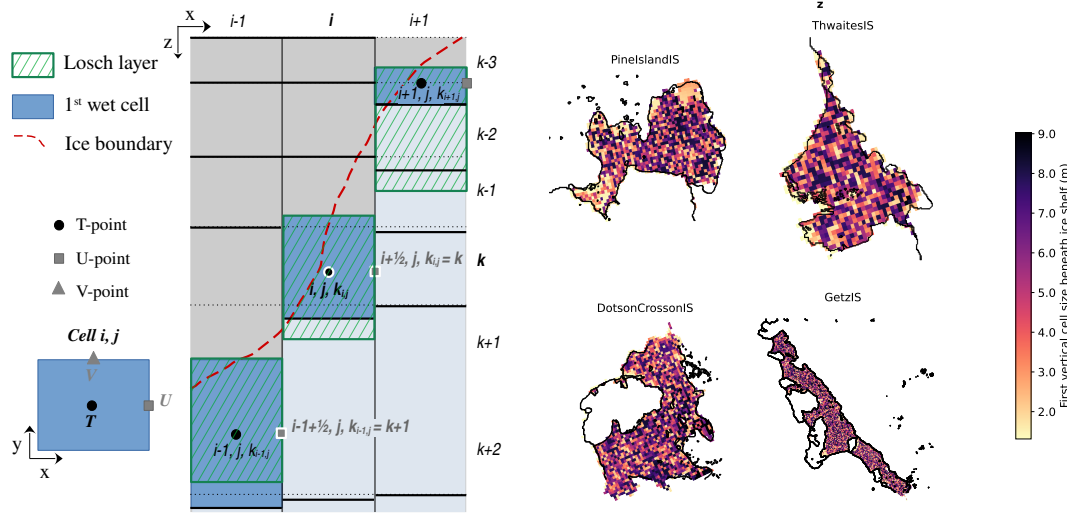 x
z
i-1
i
i+1
Losch layer
1st wet cell
Ice boundary
T-point
U-point
V-point
Cell i, j
V
T
U
y
x
k-3
k-2
k-1
k
k+1
k+2
i+1, j, ki+1,j
i+½, j, ki,j = k
i, j, ki,j
i-1+½, j, ki-1,j = k+1
i-1, j, ki-1,j
z
PineIslandIS
ThwaitesIS
DotsonCrossonIS
GetzIS
9.0
8.0
7.0
6.0
5.0
4.0
3.0
2.0
First vertical cell size beneath ice shelf (m)